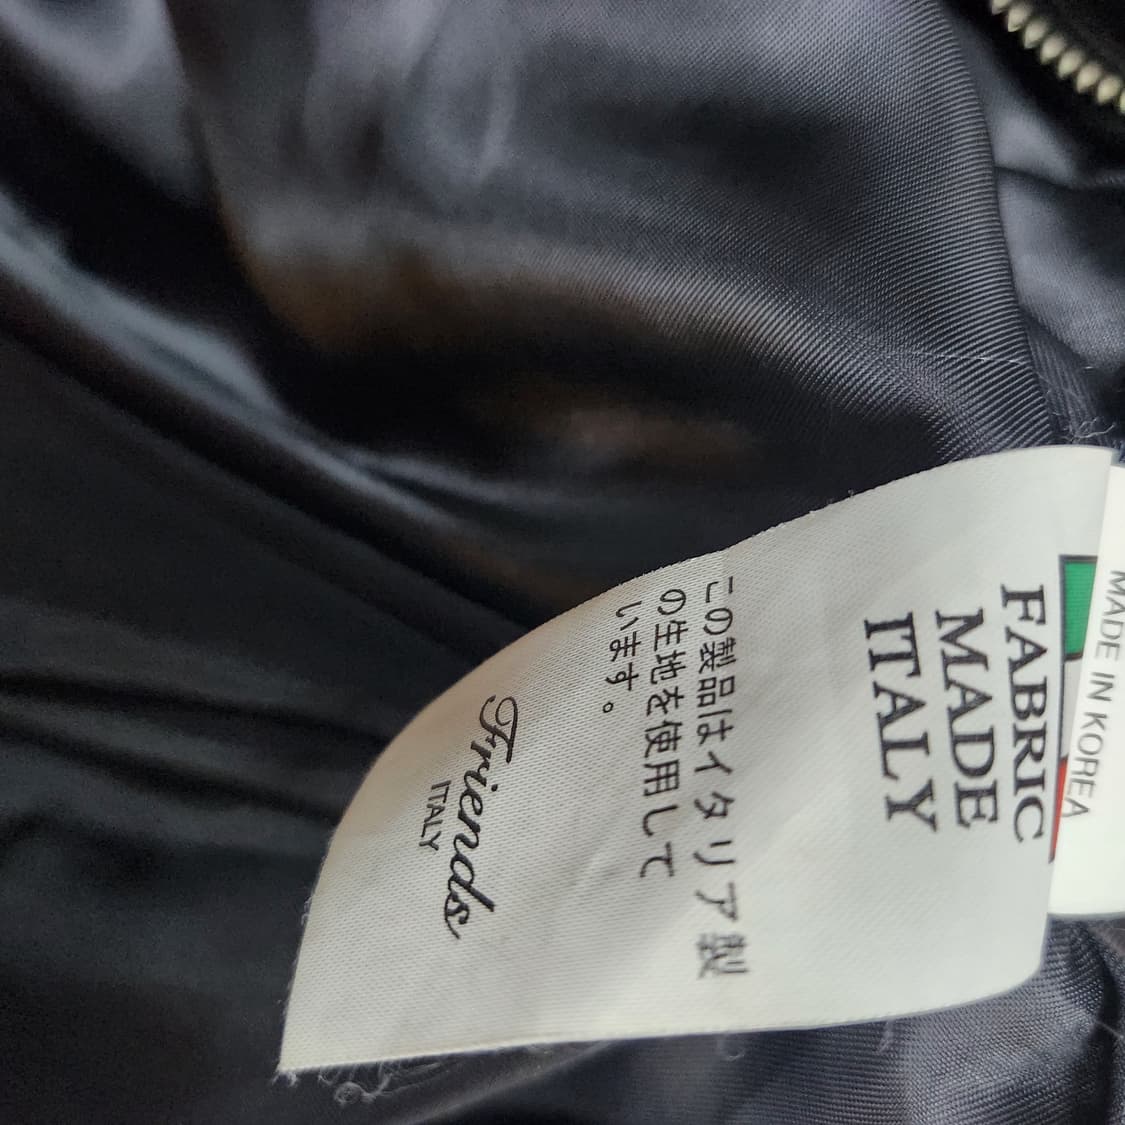 MADE IN KOREA
FABRIC
MADE
ITALY
この製品はイタリア製
の生地を使用して
います。
Friends
ITALY